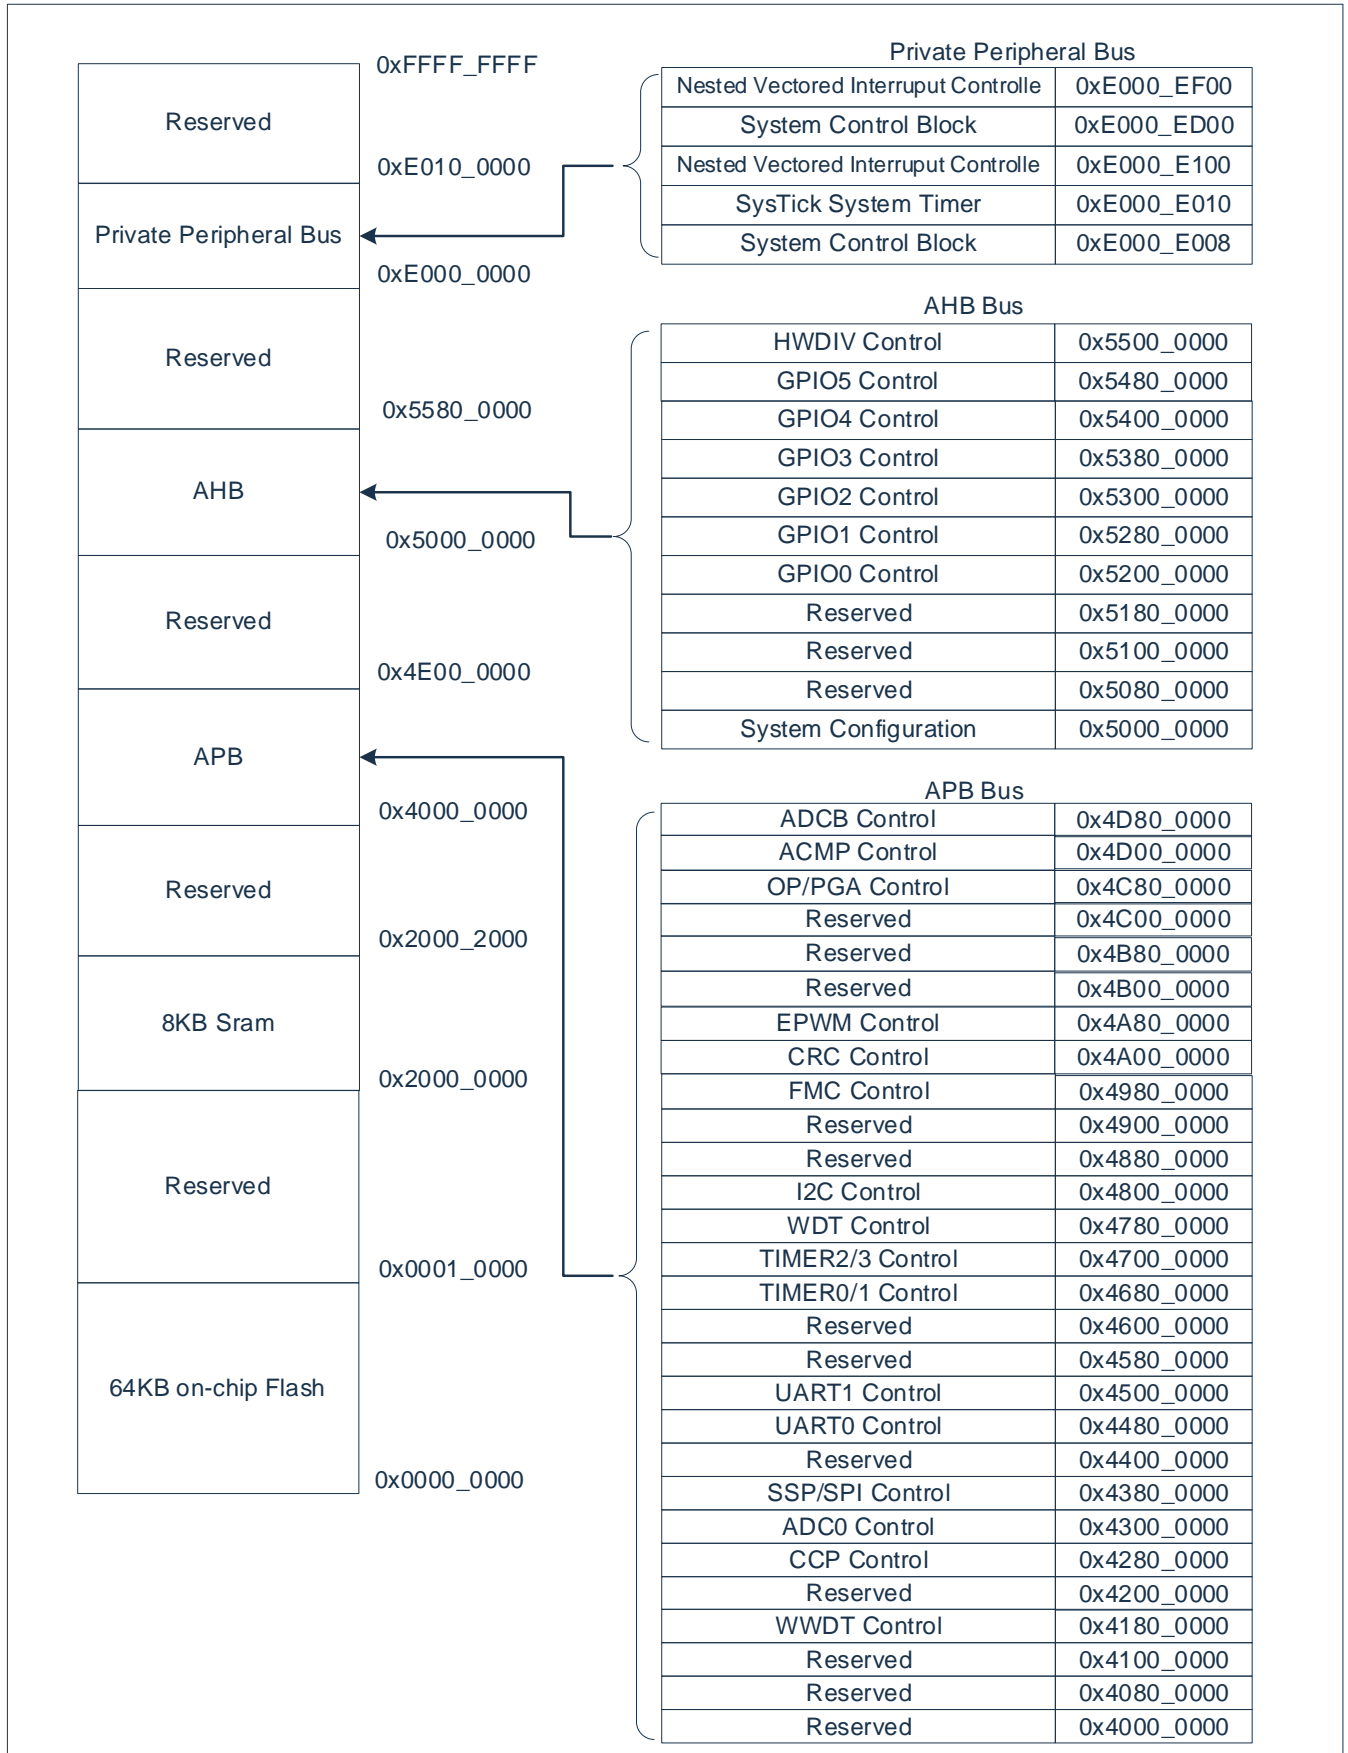 0xFFFF_FFFF
Reserved
0xE010_0000
Private Peripheral Bus
0xE000_0000
Reserved
0x5580_0000
AHB
0x5000_0000
Reserved
0x4E00_0000
APB
0x4000_0000
Reserved
0x2000_2000
8KB Sram
0x2000_0000
Reserved
0x0001_0000
64KB on-chip Flash
0x0000_0000
Private Peripheral Bus
Nested Vectored Interruput Controlle 0xE000_EF00
System Control Block 0xE000_ED00
Nested Vectored Interruput Controlle 0xE000_E100
SysTick System Timer 0xE000_E010
System Control Block 0xE000_E008
AHB Bus
HWDIV Control 0x5500_0000
GPIO5 Control 0x5480_0000
GPIO4 Control 0x5400_0000
GPIO3 Control 0x5380_0000
GPIO2 Control 0x5300_0000
GPIO1 Control 0x5280_0000
GPIO0 Control 0x5200_0000
Reserved 0x5180_0000
Reserved 0x5100_0000
Reserved 0x5080_0000
System Configuration 0x5000_0000
APB Bus
ADCB Control 0x4D80_0000
ACMP Control 0x4D00_0000
OP/PGA Control 0x4C80_0000
Reserved 0x4C00_0000
Reserved 0x4B80_0000
Reserved 0x4B00_0000
EPWM Control 0x4A80_0000
CRC Control 0x4A00_0000
FMC Control 0x4980_0000
Reserved 0x4900_0000
Reserved 0x4880_0000
I2C Control 0x4800_0000
WDT Control 0x4780_0000
TIMER2/3 Control 0x4700_0000
TIMER0/1 Control 0x4680_0000
Reserved 0x4600_0000
Reserved 0x4580_0000
UART1 Control 0x4500_0000
UART0 Control 0x4480_0000
Reserved 0x4400_0000
SSP/SPI Control 0x4380_0000
ADC0 Control 0x4300_0000
CCP Control 0x4280_0000
Reserved 0x4200_0000
WWDT Control 0x4180_0000
Reserved 0x4100_0000
Reserved 0x4080_0000
Reserved 0x4000_0000